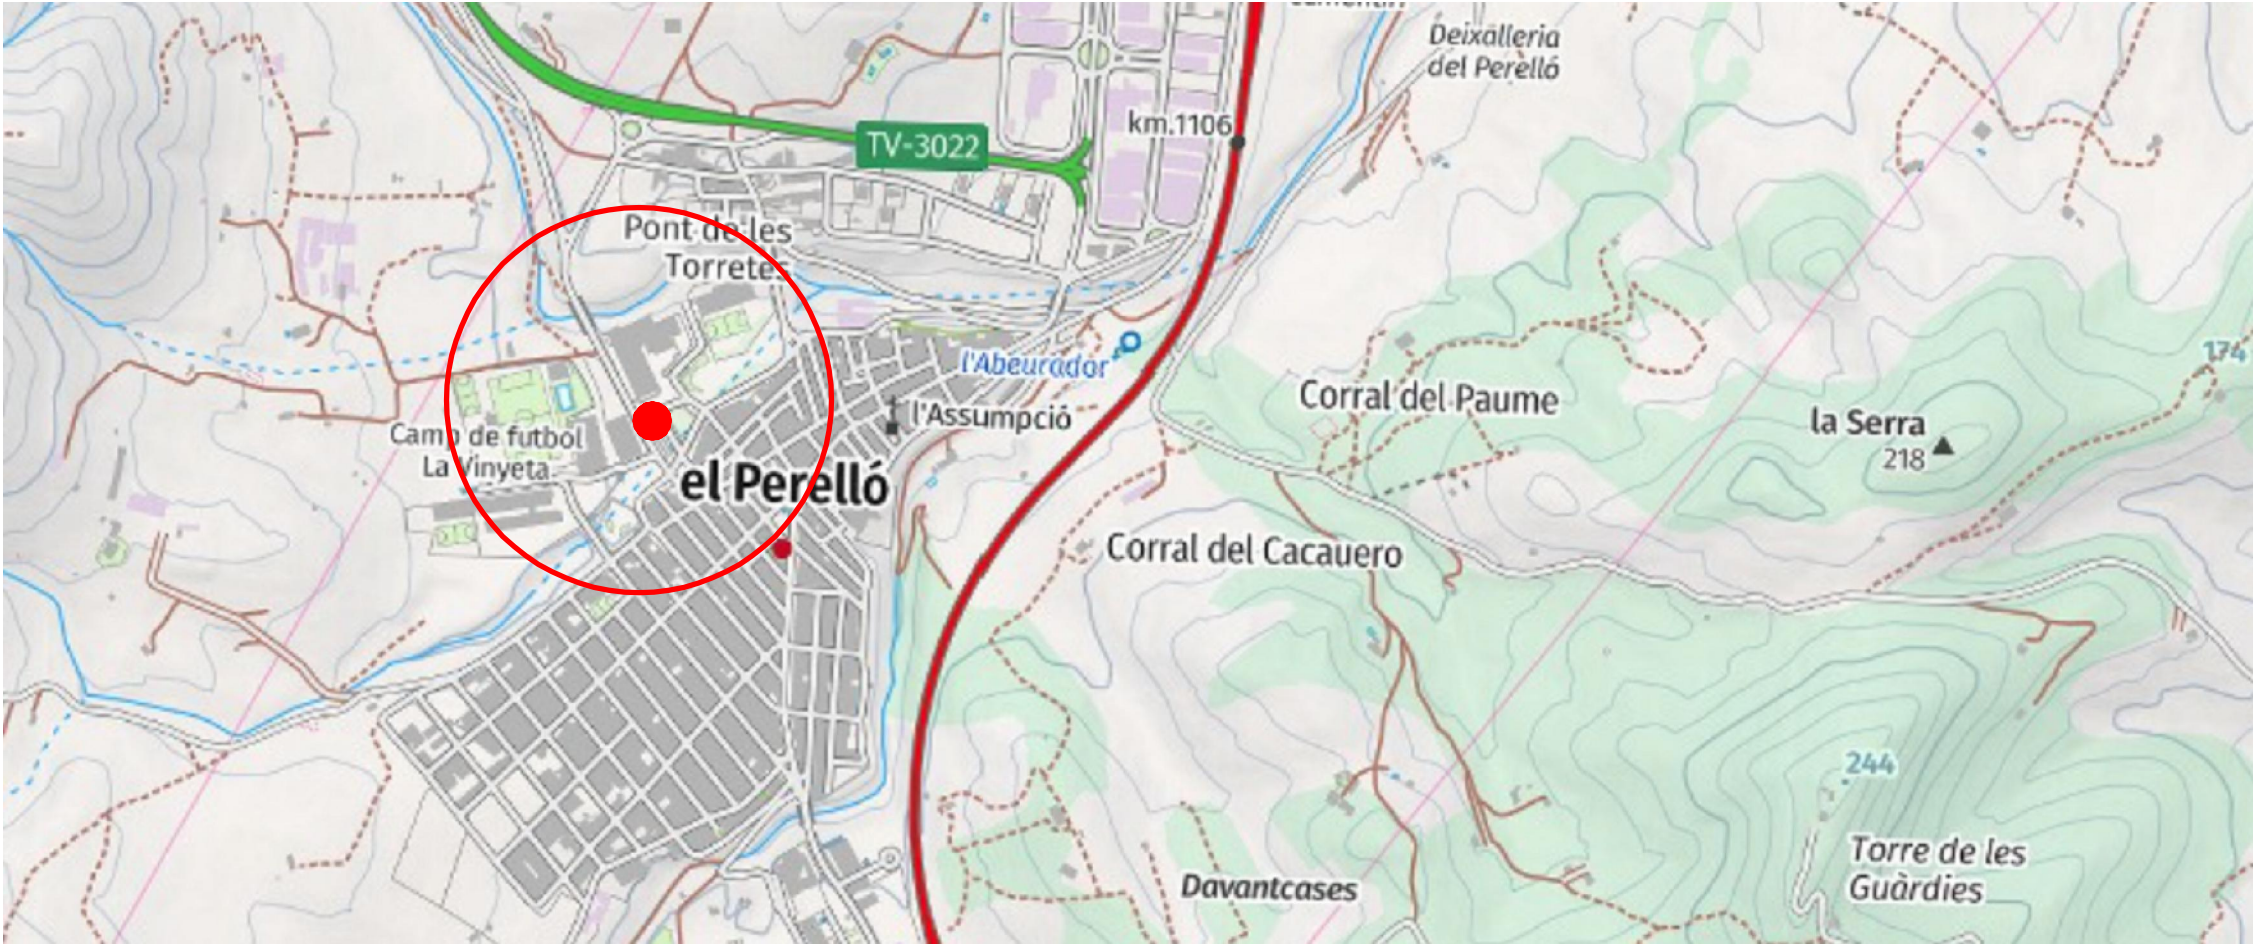 Deixalleria
del Perelló
km.1106
TV-3022
Pont de les
Torretes
l'Abeurador
174
Corral del Paume
l'Assumpció
la Serra
218
Camp de futbol
La Vinyeta
el Perelló
Corral del Cacauero
244
Torre de les
Guàrdies
Davantcases